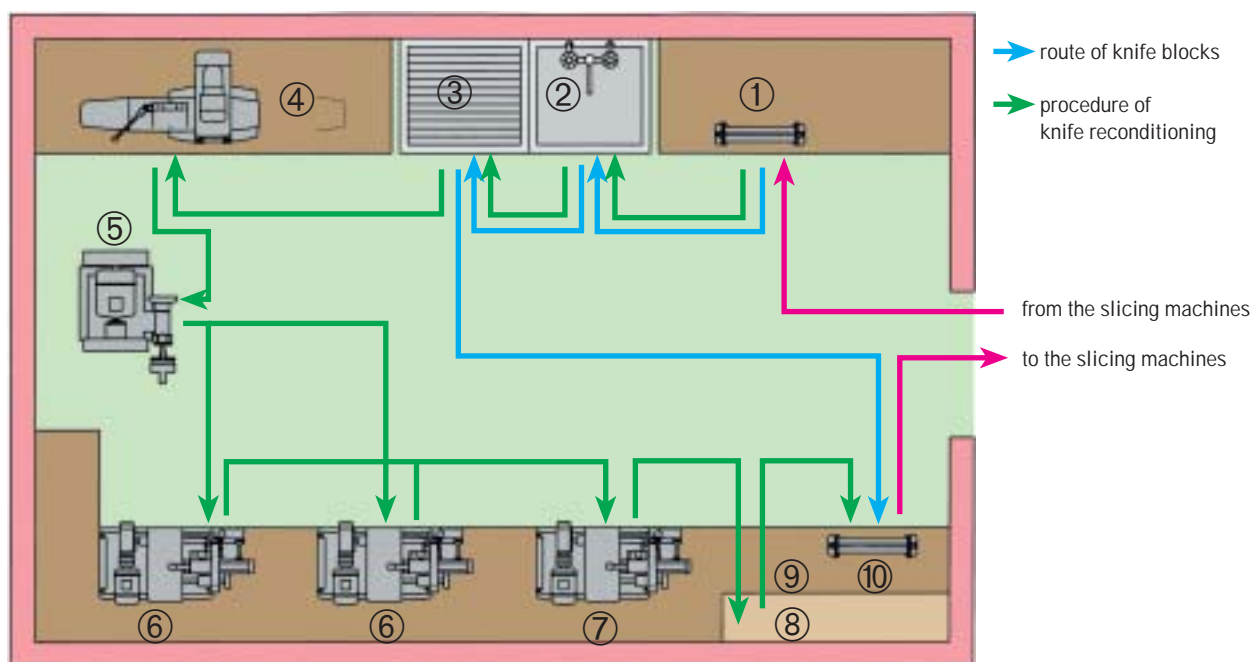 ④
③
②
①
route of knife blocks
procedure of
knife reconditioning
⑤
from the slicing machines
to the slicing machines
⑥
⑥
⑦
⑨
⑩
⑧